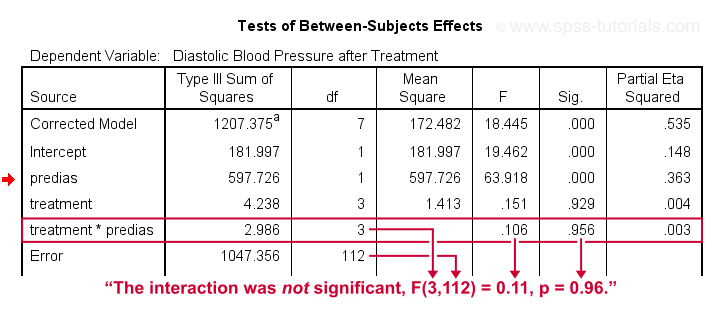 www.spss-tutorials.com
Tests of Between-Subjects Effects
Dependent Variable: Diastolic Blood Pressure after Treatment
Source Type III Sum of Squares df Mean Square F Sig. Partial Eta Squared
Corrected Model 1207.375a 7 172.482 18.445 .000 .535
Intercept 181.997 1 181.997 19.462 .000 .148
predias 597.726 1 597.726 63.918 .000 .363
treatment 4.238 3 1.413 .151 .929 .004
treatment * predias 2.986 3 .106 .956 .003
Error 1047.356 112
“The interaction was not significant, F(3,112) = 0.11, p = 0.96.”